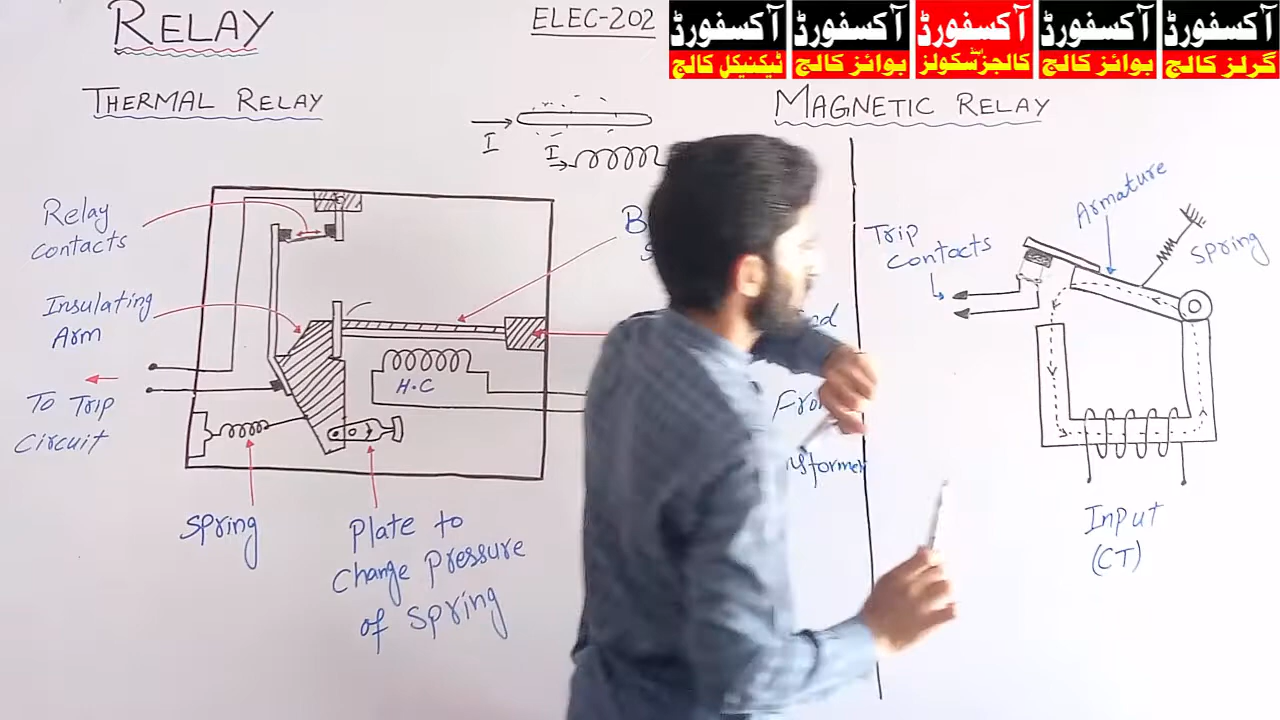 RELAY
ELEC-202
آکسفورڈ
ٹیکنیکل کالج
آکسفورڈ
بوائز کالج
آکسفورڈ
کالجز اینڈ سکولز
آکسفورڈ
بوائز کالج
آکسفورڈ
گرلز کالج
THERMAL RELAY
I
I
Relay
contacts
Insulating
Arm
To Trip
Circuit
H.C
Spring
Plate to
change pressure
of spring
MAGNETIC RELAY
Trip
Contacts
Armature
Spring
Input
(CT)